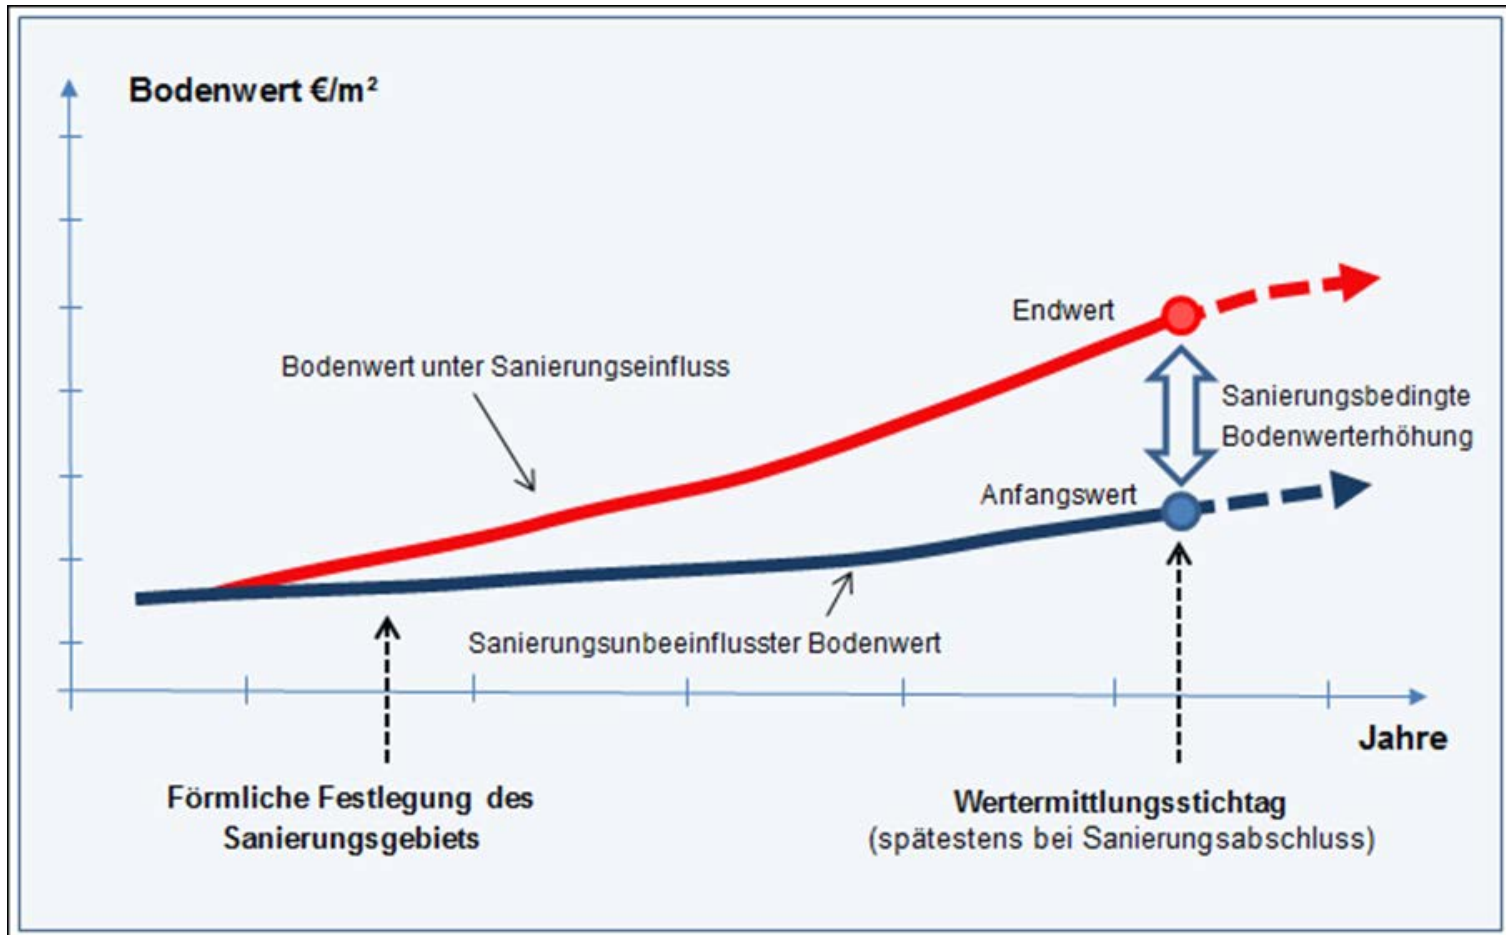 Bodenwert €/m²
Endwert
Bodenwert unter Sanierungseinfluss
Sanierungsbedingte
Bodenwerterhöhung
Anfangswert
Sanierungsunbeeinflusster Bodenwert
Jahre
Förmliche Festlegung des
Sanierungsgebiets
Wertermittlungsstichtag
(spätestens bei Sanierungsabschluss)